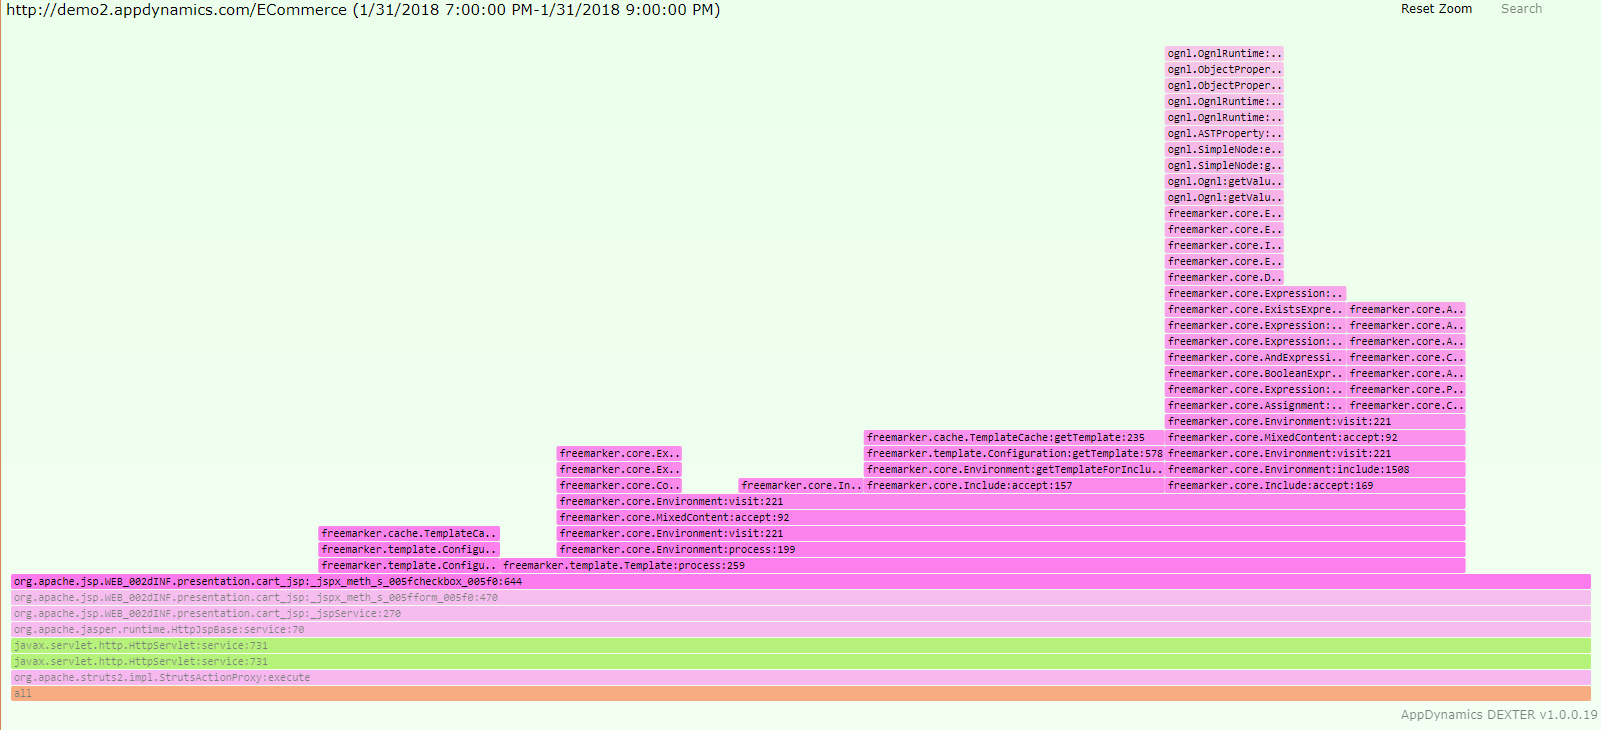 http://demo2.appdynamics.com/ECommerce (1/31/2018 7:00:00 PM-1/31/2018 9:00:00 PM) Reset Zoom Search
ognl.OgnlRuntime:..
ognl.ObjectProper..
ognl.ObjectProper..
ognl.OgnlRuntime:..
ognl.OgnlRuntime:..
ognl.ASTProperty:..
ognl.SimpleNode:e..
ognl.SimpleNode:g..
ognl.Ognl:getValu..
ognl.Ognl:getValu..
freemarker.core.E..
freemarker.core.E..
freemarker.core.I..
freemarker.core.E..
freemarker.core.D..
freemarker.core.Expression:..
freemarker.core.ExistsExpre.. freemarker.core.A..
freemarker.core.Expression:.. freemarker.core.A..
freemarker.core.Expression:.. freemarker.core.A..
freemarker.core.AndExpressi.. freemarker.core.C..
freemarker.core.BooleanExpr.. freemarker.core.A..
freemarker.core.Expression:.. freemarker.core.P..
freemarker.core.Assignment:.. freemarker.core.C..
freemarker.core.Environment:visit:221
freemarker.cache.TemplateCache:getTemplate:235 freemarker.core.MixedContent:accept:92
freemarker.core.Ex.. freemarker.template.Configuration:getTemplate:578 freemarker.core.Environment:visit:221
freemarker.core.Ex.. freemarker.core.Environment:getTemplateForInclu.. freemarker.core.Environment:include:1508
freemarker.core.Co.. freemarker.core.In.. freemarker.core.Include:accept:157 freemarker.core.Include:accept:169
freemarker.core.Environment:visit:221
freemarker.core.MixedContent:accept:92
freemarker.cache.TemplateCa.. freemarker.core.Environment:visit:221
freemarker.template.Configu.. freemarker.core.Environment:process:199
freemarker.template.Configu.. freemarker.template.Template:process:259
org.apache.jsp.WEB_002dINF.presentation.cart_jsp:_jspx_meth_s_005fcheckbox_005f0:644
org.apache.jsp.WEB_002dINF.presentation.cart_jsp:_jspx_meth_s_005fform_005f0:470
org.apache.jsp.WEB_002dINF.presentation.cart_jsp:_jspService:270
org.apache.jasper.runtime.HttpJspBase:service:70
javax.servlet.http.HttpServlet:service:731
javax.servlet.http.HttpServlet:service:731
org.apache.struts2.impl.StrutsActionProxy:execute
all
AppDynamics DEXTER v1.0.0.19